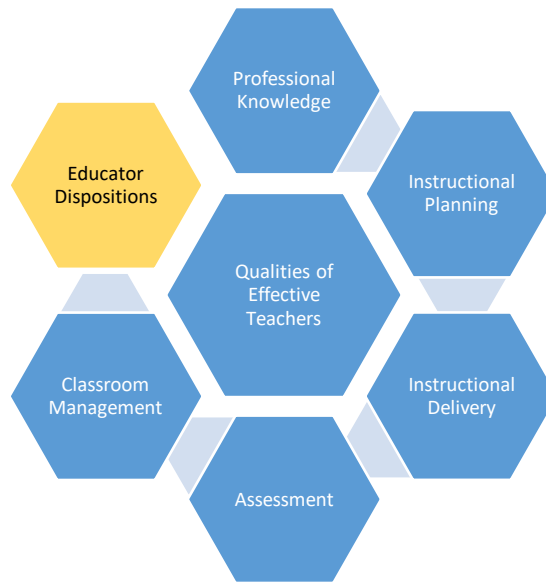 Professional
Knowledge
Educator
Dispositions
Instructional
Planning
Qualities of
Effective
Teachers
Classroom
Management
Instructional
Delivery
Assessment